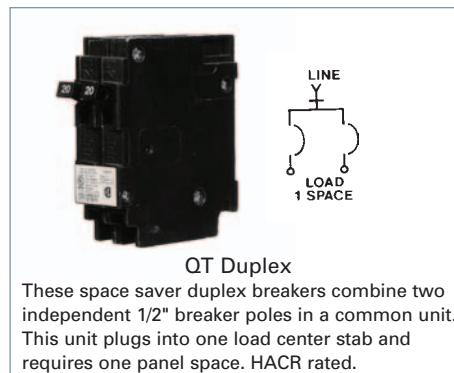 20 20
LINE
LOAD
1 SPACE
QT Duplex
These space saver duplex breakers combine two
independent 1/2" breaker poles in a common unit.
This unit plugs into one load center stab and
requires one panel space. HACR rated.